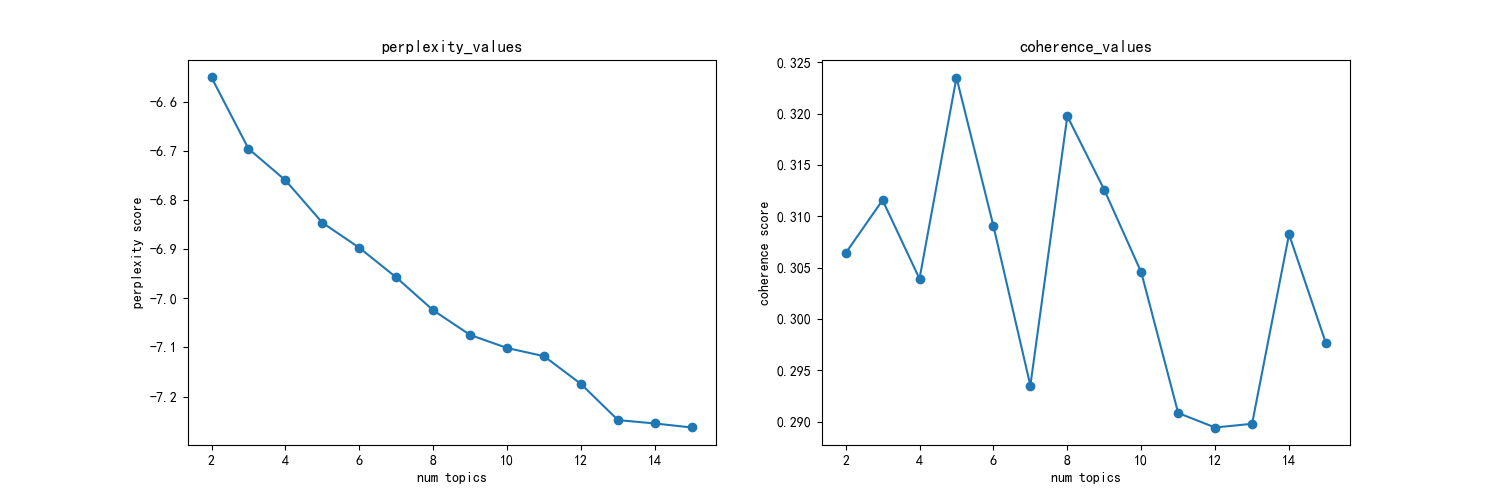 perplexity_values
perplexity score
−6.6
−6.7
−6.8
−6.9
−7.0
−7.1
−7.2
2 4 6 8 10 12 14
num topics
coherence_values
coherence score
0.325
0.320
0.315
0.310
0.305
0.300
0.295
0.290
2 4 6 8 10 12 14
num topics